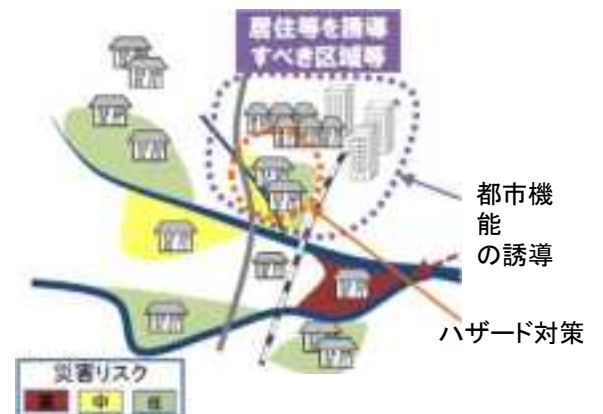 居住等を誘導
すべき区域等
都市機
能
の誘導
ハザード対策
災害リスク
高 中 低